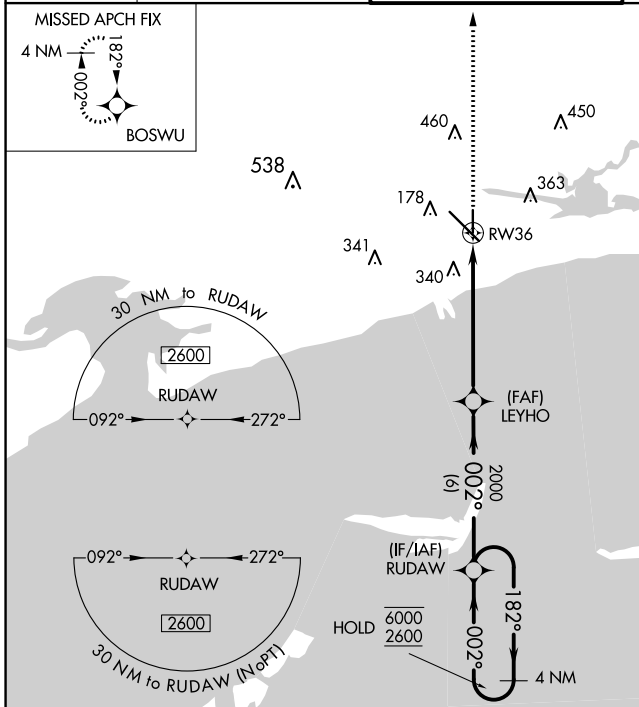 MISSED APCH FIX
4 NM
182°
002°
BOSWU
460
450
538
363
178
RW36
341
340
30 NM to RUDAW
2600
RUDAW
092°
272°
(FAF)
LEYHO
2000
002°
(6)
092°
272°
RUDAW
2600
30 NM to RUDAW (NoPT)
(IF/IAF)
RUDAW
HOLD
6000
2600
002°
182°
4 NM